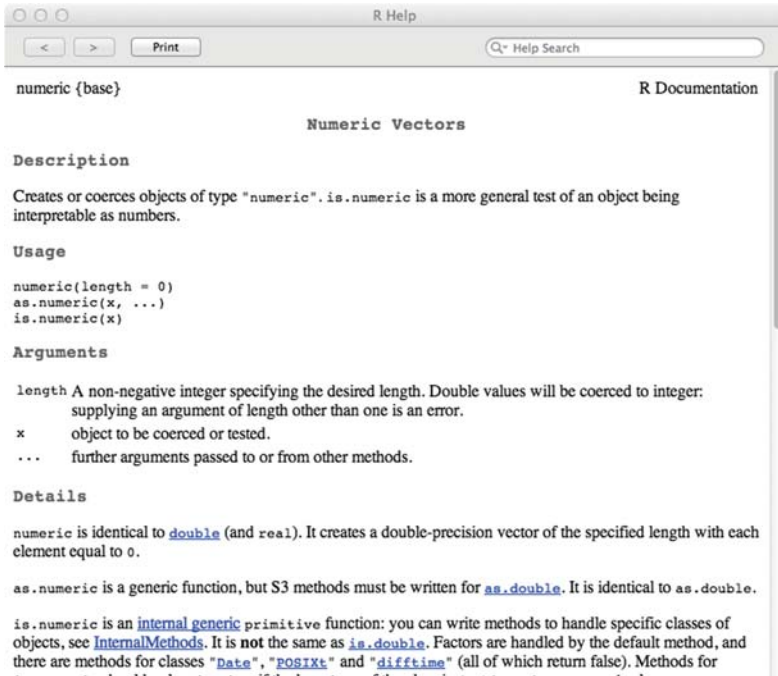 R Help
< > Print Help Search
numeric {base} R Documentation
Numeric Vectors
Description
Creates or coerces objects of type "numeric". is.numeric is a more general test of an object being
interpretable as numbers.
Usage
numeric(length = 0)
as.numeric(x, ...)
is.numeric(x)
Arguments
length A non-negative integer specifying the desired length. Double values will be coerced to integer:
supplying an argument of length other than one is an error.
x object to be coerced or tested.
... further arguments passed to or from other methods.
Details
numeric is identical to double (and real). It creates a double-precision vector of the specified length with each
element equal to 0.
as.numeric is a generic function, but S3 methods must be written for as.double. It is identical to as.double.
is.numeric is an internal generic primitive function: you can write methods to handle specific classes of
objects, see InternalMethods. It is not the same as is.double. Factors are handled by the default method, and
there are methods for classes "Date", "POSIXt" and "difftime" (all of which return false). Methods for